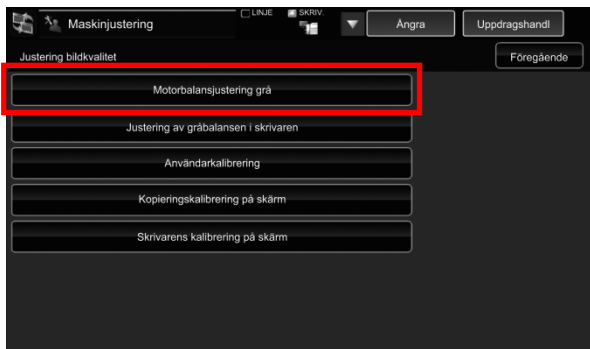 Maskinjustering
LINJE
SKRIV.
Ångra
Uppdragshandl
Justering bildkvalitet
Föregående
Motorbalansjustering grå
Justering av gråbalansen i skrivaren
Användarkalibrering
Kopieringskalibrering på skärm
Skrivarens kalibrering på skärm